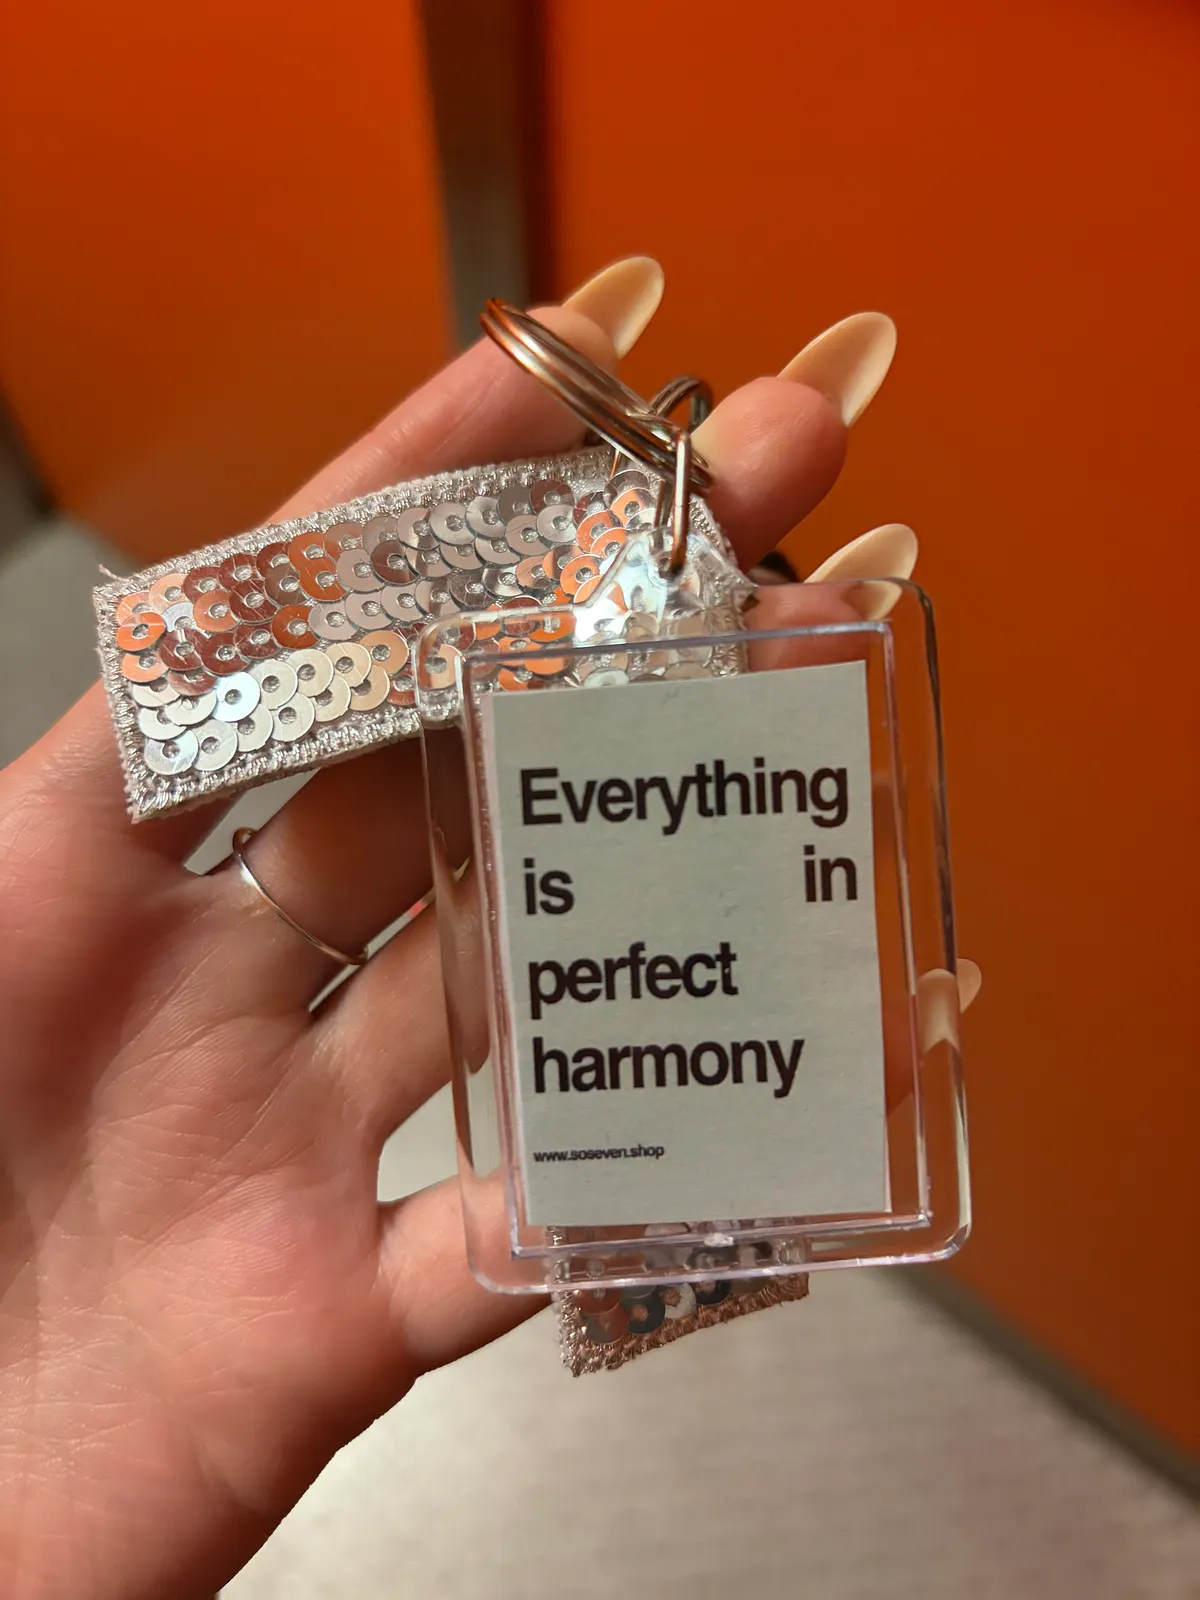 Everything
is in
perfect
harmony
www.soseven.shop